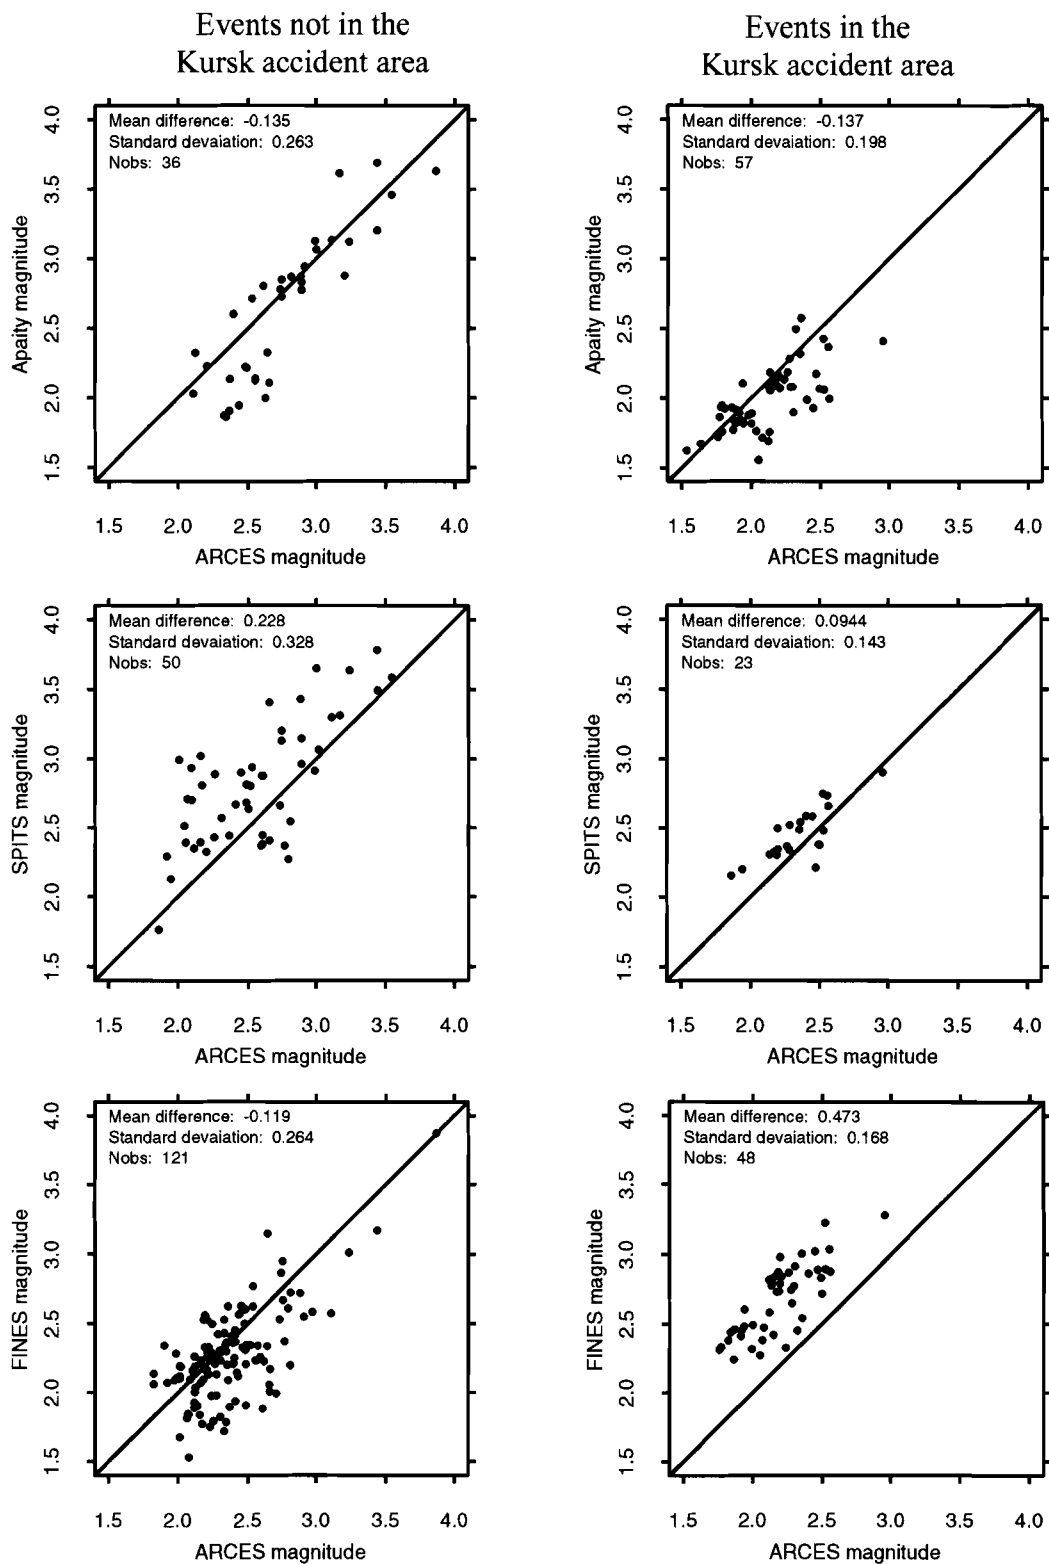 Events not in the
Kursk accident area
Events in the
Kursk accident area
Mean difference: -0.135
Standard devaiation: 0.263
Nobs: 36
4.0
3.5
3.0
2.5
2.0
1.5
Apaity magnitude
1.5 2.0 2.5 3.0 3.5 4.0
ARCES magnitude
Mean difference: -0.137
Standard devaiation: 0.198
Nobs: 57
4.0
3.5
3.0
2.5
2.0
1.5
Apaity magnitude
1.5 2.0 2.5 3.0 3.5 4.0
ARCES magnitude
Mean difference: 0.228
Standard devaiation: 0.328
Nobs: 50
4.0
3.5
3.0
2.5
2.0
1.5
SPITS magnitude
1.5 2.0 2.5 3.0 3.5 4.0
ARCES magnitude
Mean difference: 0.0944
Standard devaiation: 0.143
Nobs: 23
4.0
3.5
3.0
2.5
2.0
1.5
SPITS magnitude
1.5 2.0 2.5 3.0 3.5 4.0
ARCES magnitude
Mean difference: -0.119
Standard devaiation: 0.264
Nobs: 121
4.0
3.5
3.0
2.5
2.0
1.5
FINES magnitude
1.5 2.0 2.5 3.0 3.5 4.0
ARCES magnitude
Mean difference: 0.473
Standard devaiation: 0.168
Nobs: 48
4.0
3.5
3.0
2.5
2.0
1.5
FINES magnitude
1.5 2.0 2.5 3.0 3.5 4.0
ARCES magnitude